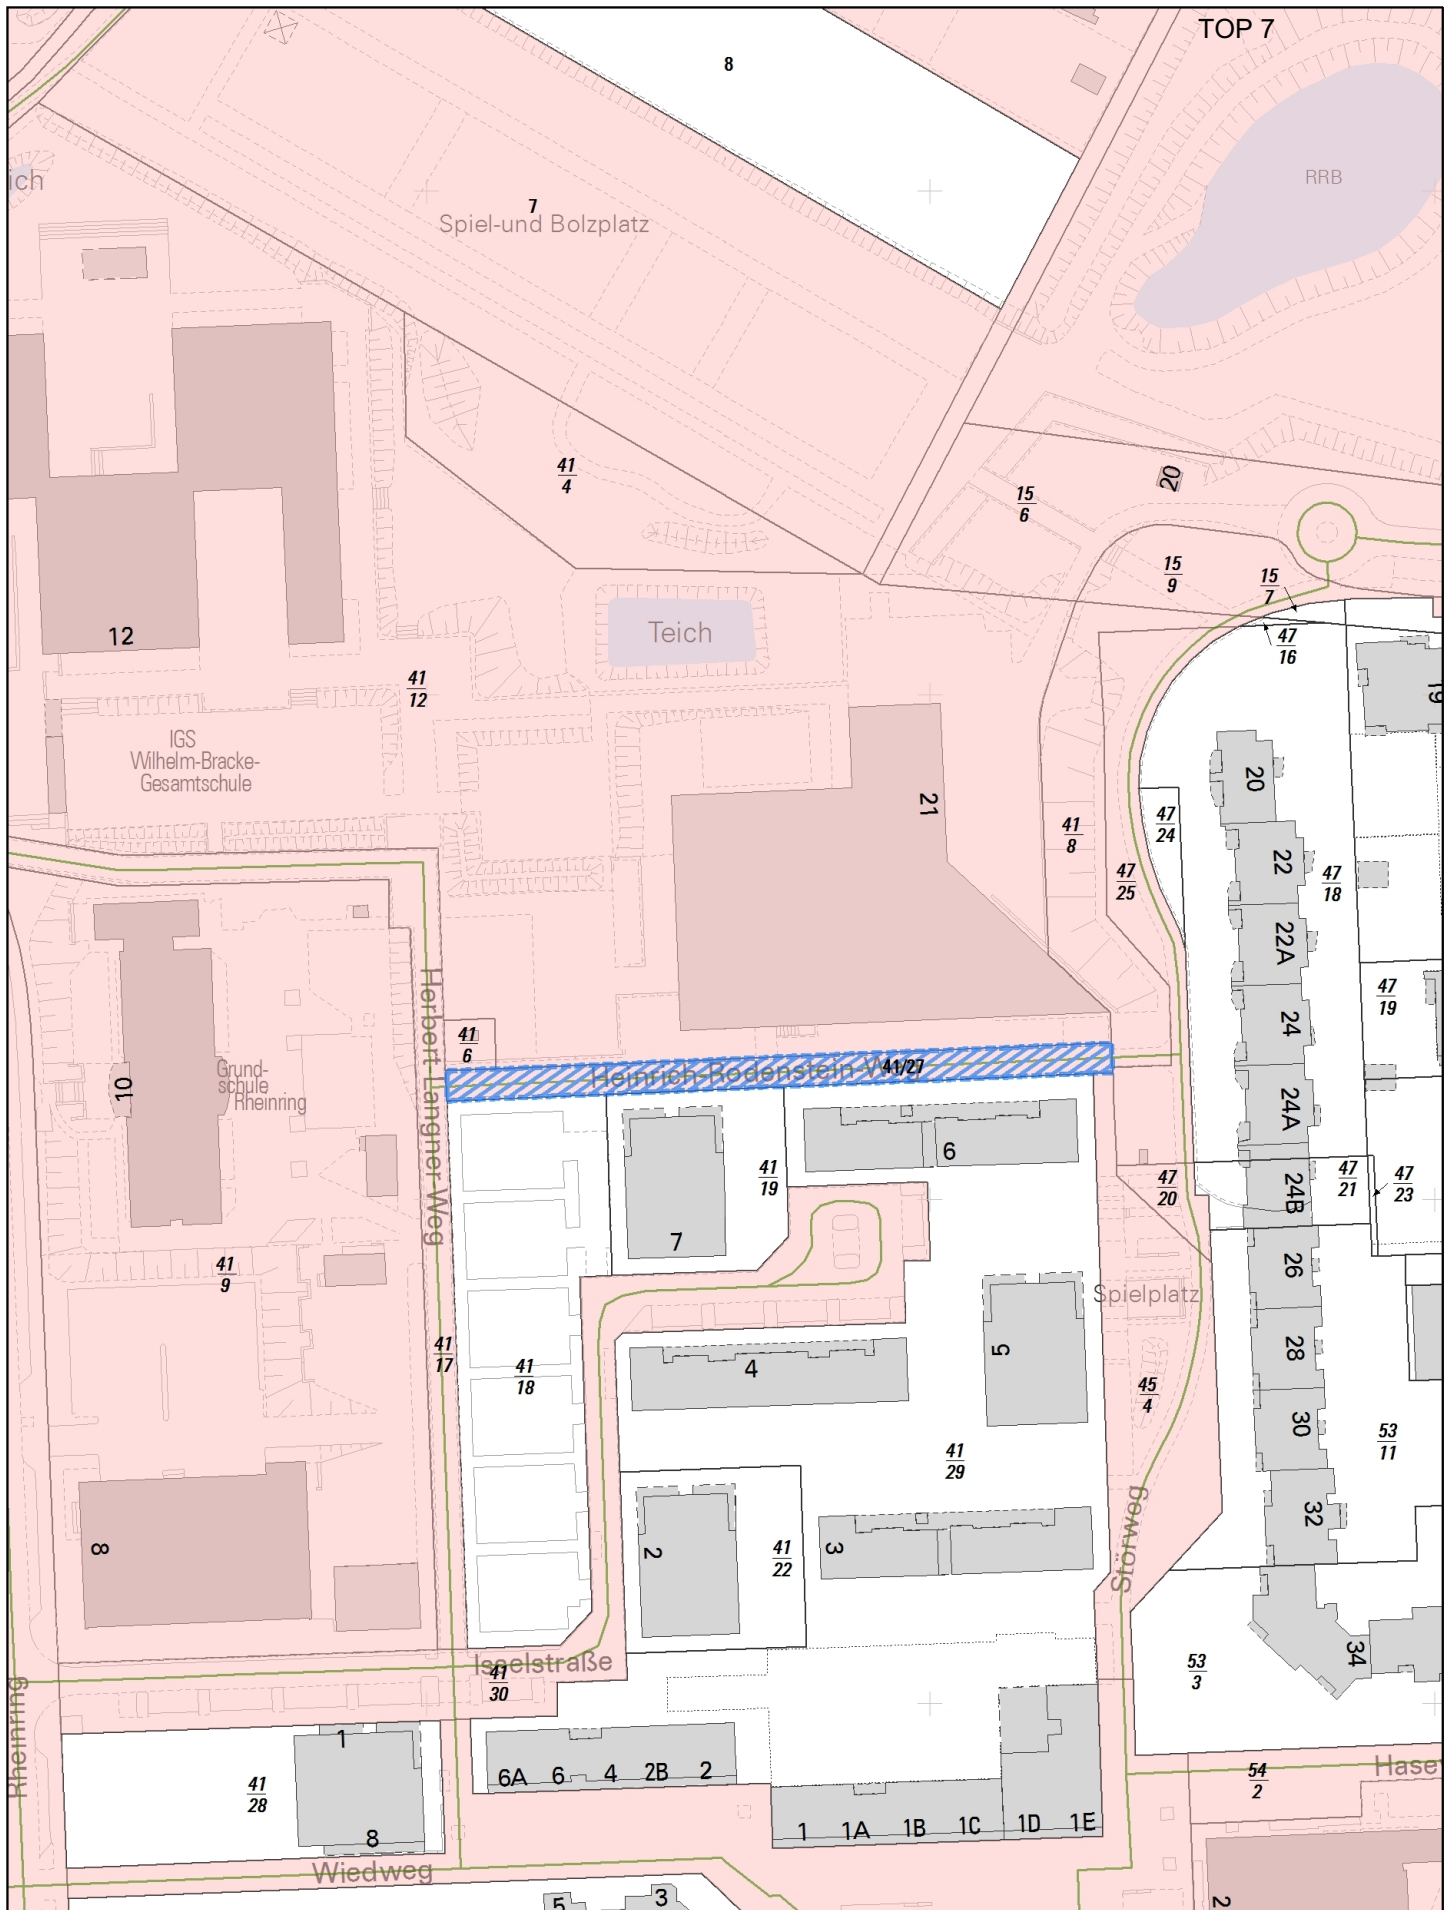 TOP 7
8
ich
RRB
7
Spiel-und Bolzplatz
41
4
20
15
6
15
9
15
7
Teich
12
47
16
41
12
19
IGS
Wilhelm-Bracke-
Gesamtschule
20
21
47
24
41
8
22
47
18
47
25
22A
47
19
24
Herbert-Langner-Weg
41
6
Heinrich-Rodenstein-Weg
41/27
Grund-
schule
Rheinring
10
24A
6
41
19
47
20
24B
47
21
47
23
7
41
9
26
Spielplatz
41
17
41
18
4
5
28
45
4
30
41
29
53
11
32
8
2
41
22
3
Störweg
34
Isselstraße
41
30
53
3
Rheinring
1
41
28
8
6A
6
4
2B
2
54
2
Hase
1
1A
1B
1C
1D
1E
Wiedweg
5
3
2